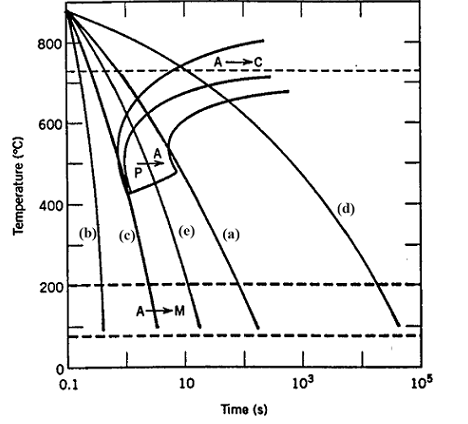 800
A → C
600
A
P →
Temperature (°C)
400
(b)
(c)
(e)
(a)
(d)
200
A → M
0
0.1
10
10³
10⁵
Time (s)